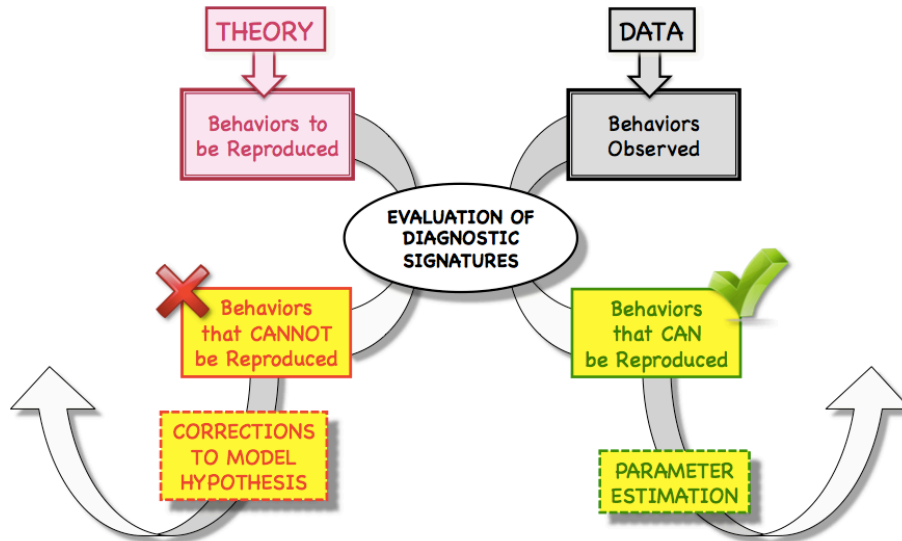 THEORY
DATA
Behaviors to
be Reproduced
Behaviors
Observed
EVALUATION OF
DIAGNOSTIC
SIGNATURES
Behaviors
that CANNOT
be Reproduced
Behaviors
that CAN
be Reproduced
CORRECTIONS
TO MODEL
HYPOTHESIS
PARAMETER
ESTIMATION